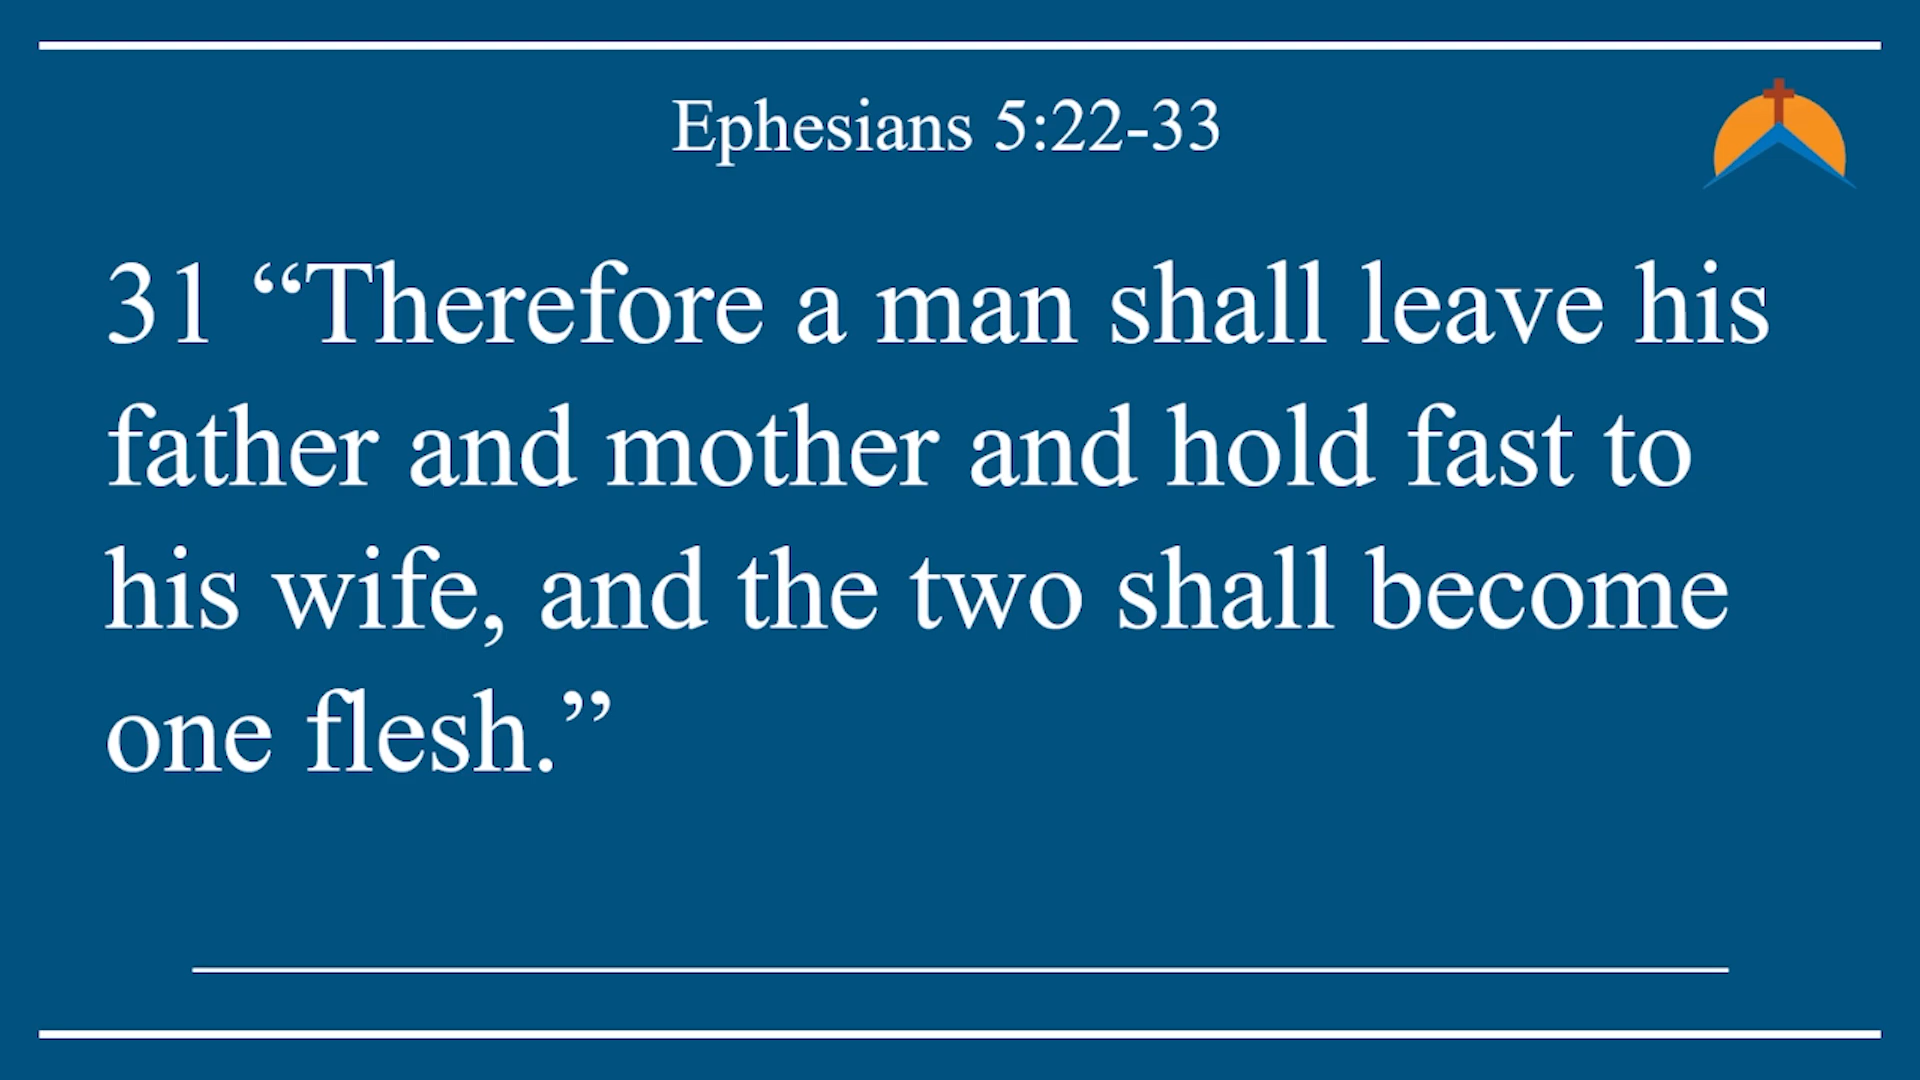 Ephesians 5:22-33
31 “Therefore a man shall leave his
father and mother and hold fast to
his wife, and the two shall become
one flesh.”